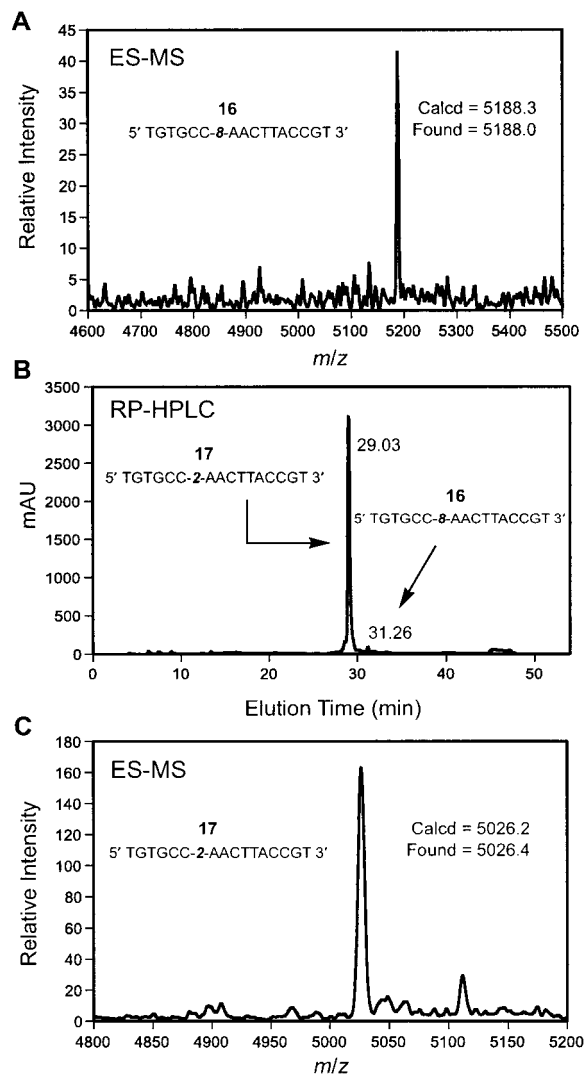 A
ES-MS
16
5′ TGTGCC-8-AACTTACCGT 3′
Calcd = 5188.3
Found = 5188.0
Relative Intensity
45
40
35
30
25
20
15
10
5
0
4600 4700 4800 4900 5000 5100 5200 5300 5400 5500
m/z
B
RP-HPLC
17
5′ TGTGCC-2-AACTTACCGT 3′
29.03
16
5′ TGTGCC-8-AACTTACCGT 3′
31.26
mAU
3500
3000
2500
2000
1500
1000
500
0
0 10 20 30 40 50
Elution Time (min)
C
ES-MS
17
5′ TGTGCC-2-AACTTACCGT 3′
Calcd = 5026.2
Found = 5026.4
Relative Intensity
180
160
140
120
100
80
60
40
20
0
4800 4850 4900 4950 5000 5050 5100 5150 5200
m/z